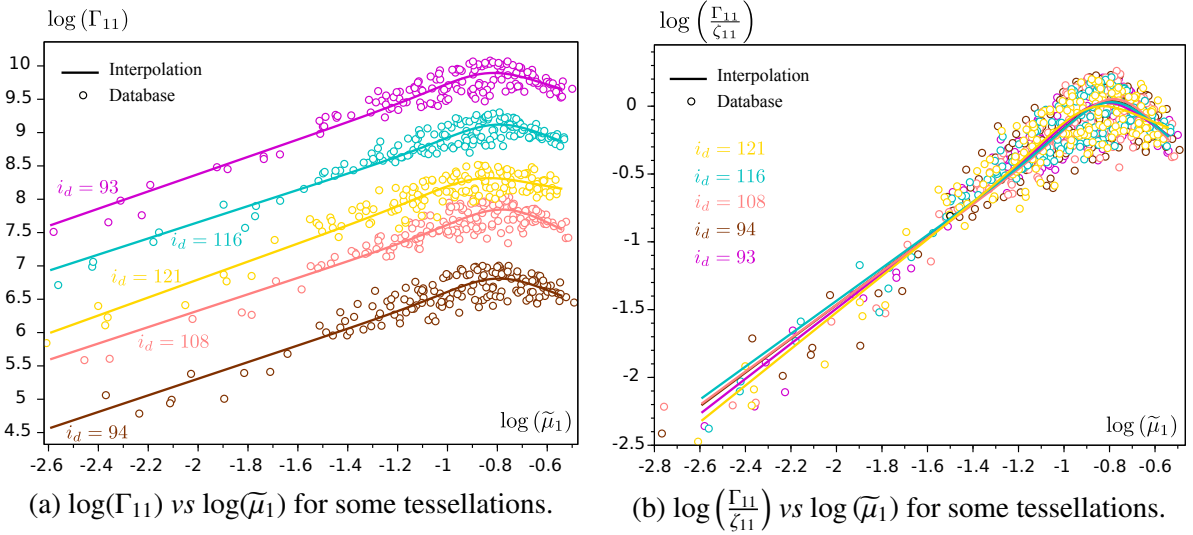 log (Γ₁₁)
10
9.5
9
8.5
8
7.5
7
6.5
6
5.5
5
4.5
Interpolation
Database
i_d = 93
i_d = 116
i_d = 121
i_d = 108
i_d = 94
log (μ̃₁)
-2.6 -2.4 -2.2 -2 -1.8 -1.6 -1.4 -1.2 -1 -0.8 -0.6
(a) log(Γ₁₁) vs log(μ̃₁) for some tessellations.
log (Γ₁₁/ζ₁₁)
0
-0.5
-1
-1.5
-2
-2.5
Interpolation
Database
i_d = 121
i_d = 116
i_d = 108
i_d = 94
i_d = 93
log (μ̃₁)
-2.8 -2.6 -2.4 -2.2 -2 -1.8 -1.6 -1.4 -1.2 -1 -0.8 -0.6
(b) log (Γ₁₁/ζ₁₁) vs log (μ̃₁) for some tessellations.